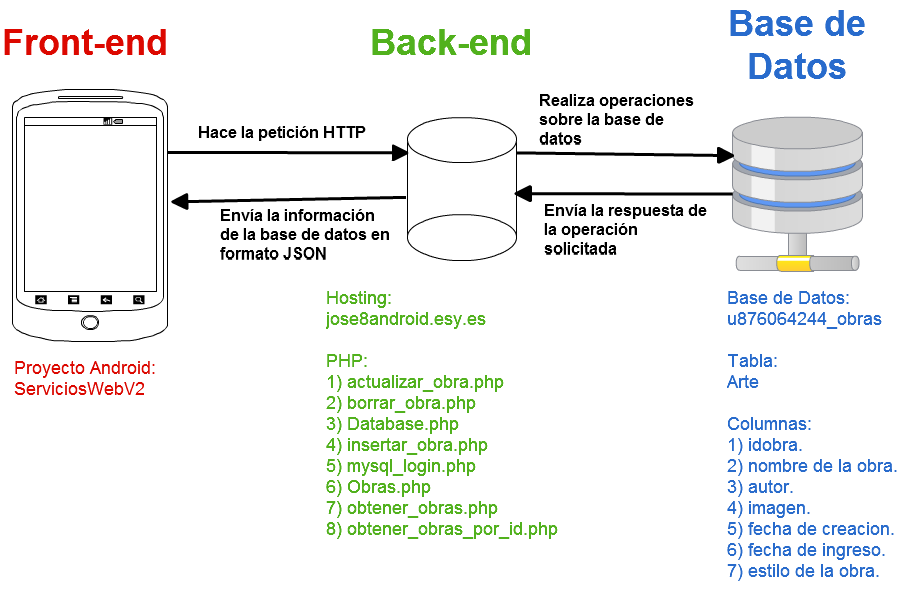 Front-end
Back-end
Base de
Datos
Hace la petición HTTP
Envía la información
de la base de datos en
formato JSON
Realiza operaciones
sobre la base de
datos
Envía la respuesta de
la operación
solicitada
Proyecto Android:
ServiciosWebV2
Hosting:
jose8android.esy.es
PHP:
1) actualizar_obra.php
2) borrar_obra.php
3) Database.php
4) insertar_obra.php
5) mysql_login.php
6) Obras.php
7) obtener_obras.php
8) obtener_obras_por_id.php
Base de Datos:
u876064244_obras
Tabla:
Arte
Columnas:
1) idobra.
2) nombre de la obra.
3) autor.
4) imagen.
5) fecha de creacion.
6) fecha de ingreso.
7) estilo de la obra.